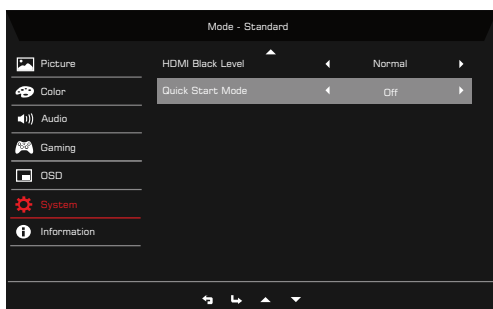 Mode - Standard
Picture
HDMI Black Level Normal
Color
Quick Start Mode Off
Audio
Gaming
OSD
System
Information